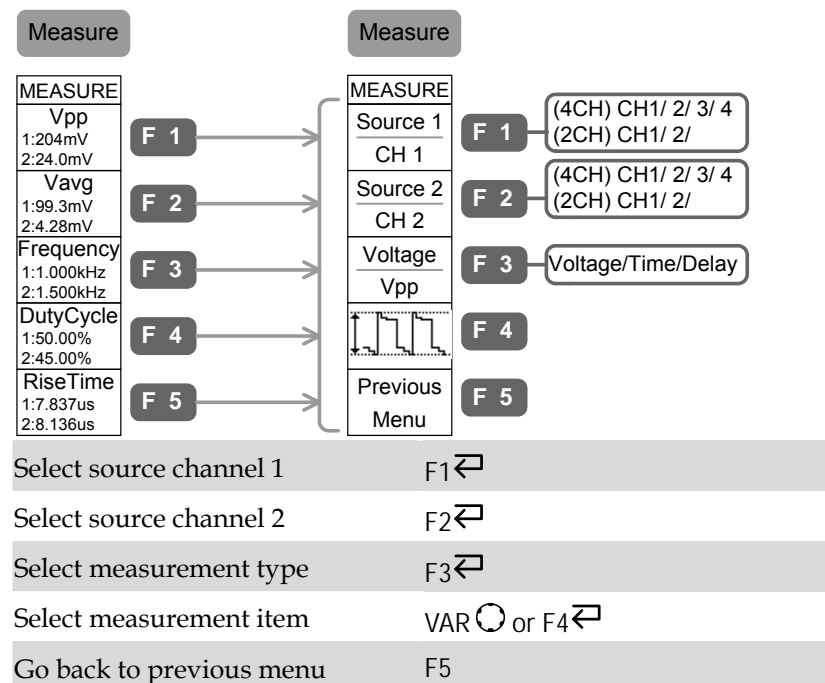 Measure
MEASURE
Vpp
1:204mV
2:24.0mV
F 1
Vavg
1:99.3mV
2:4.28mV
F 2
Frequency
1:1.000kHz
2:1.500kHz
F 3
DutyCycle
1:50.00%
2:45.00%
F 4
RiseTime
1:7.837us
2:8.136us
F 5
Measure
MEASURE
Source 1
CH 1
F 1
(4CH) CH1/ 2/ 3/ 4
(2CH) CH1/ 2/
Source 2
CH 2
F 2
(4CH) CH1/ 2/ 3/ 4
(2CH) CH1/ 2/
Voltage
Vpp
F 3
Voltage/Time/Delay
F 4
Previous
Menu
F 5
Select source channel 1 F1
Select source channel 2 F2
Select measurement type F3
Select measurement item VAR or F4
Go back to previous menu F5